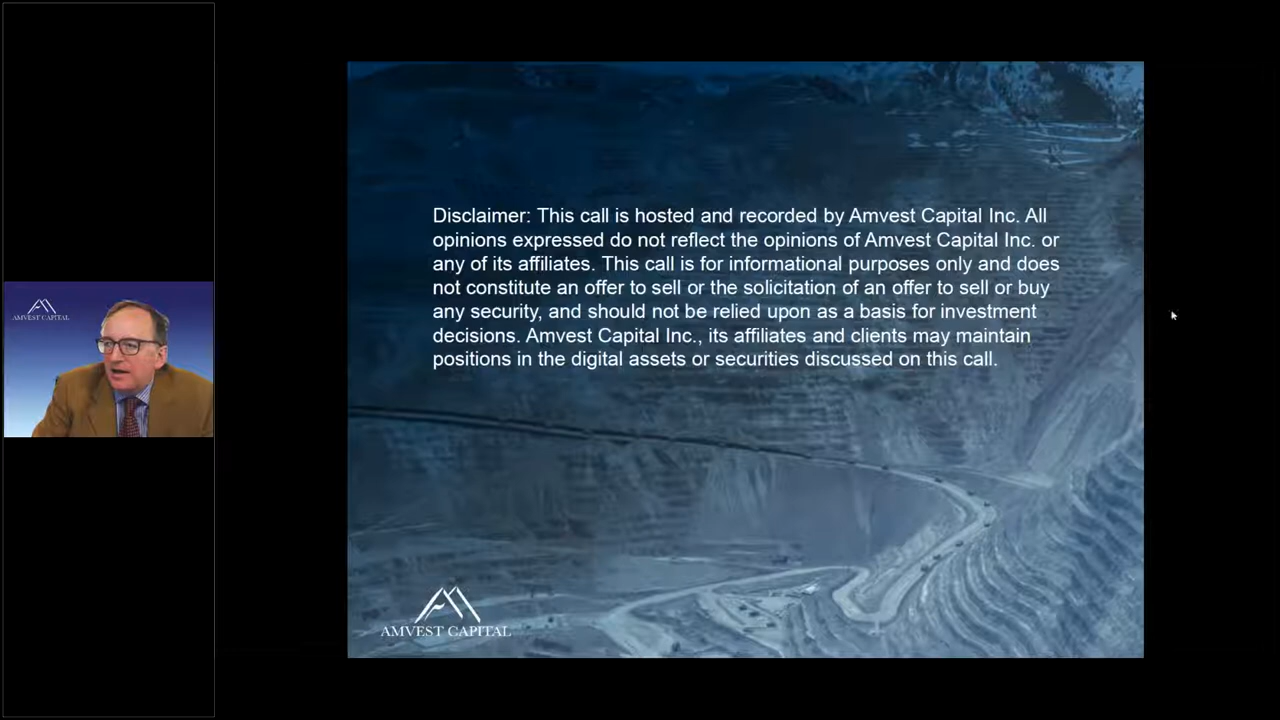 AMVEST CAPITAL
Disclaimer: This call is hosted and recorded by Amvest Capital Inc. All
opinions expressed do not reflect the opinions of Amvest Capital Inc. or
any of its affiliates. This call is for informational purposes only and does
not constitute an offer to sell or the solicitation of an offer to sell or buy
any security, and should not be relied upon as a basis for investment
decisions. Amvest Capital Inc., its affiliates and clients may maintain
positions in the digital assets or securities discussed on this call.
AMVEST CAPITAL